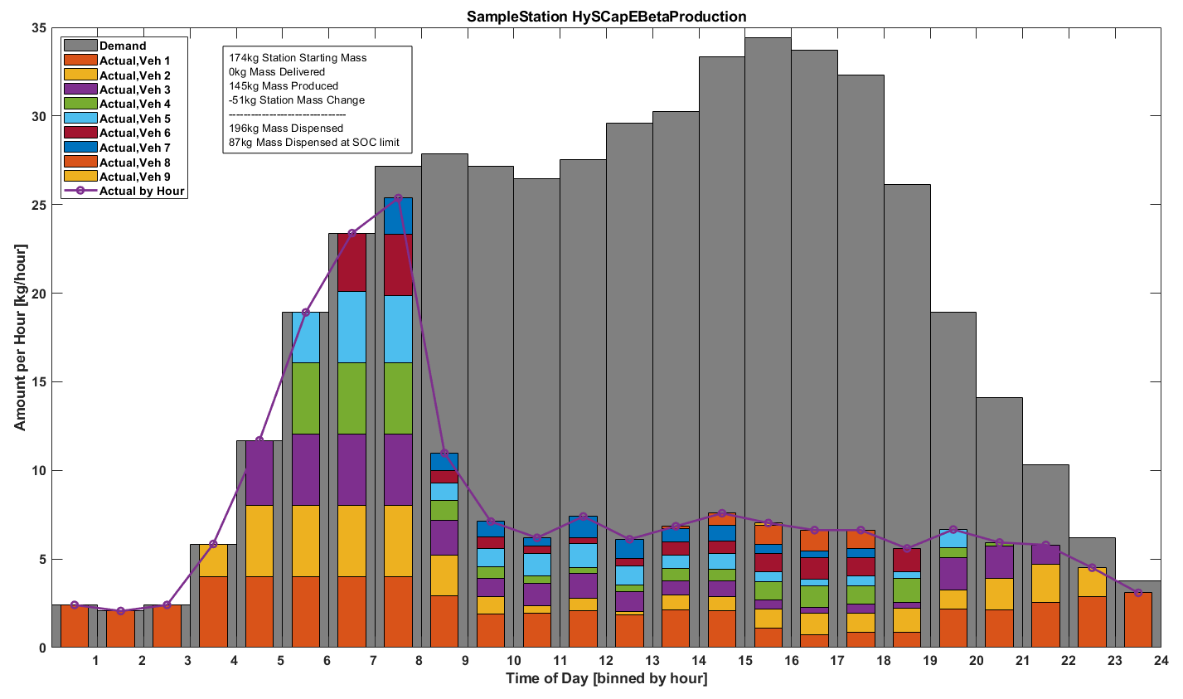 SampleStation HySCapEBetaProduction
35
30
25
20
15
10
5
0
Amount per Hour [kg/hour]
Demand
Actual,Veh 1
Actual,Veh 2
Actual,Veh 3
Actual,Veh 4
Actual,Veh 5
Actual,Veh 6
Actual,Veh 7
Actual,Veh 8
Actual,Veh 9
Actual by Hour
174kg Station Starting Mass
0kg Mass Delivered
145kg Mass Produced
-51kg Station Mass Change
--------------------------------
196kg Mass Dispensed
87kg Mass Dispensed at SOC limit
1 2 3 4 5 6 7 8 9 10 11 12 13 14 15 16 17 18 19 20 21 22 23 24
Time of Day [binned by hour]